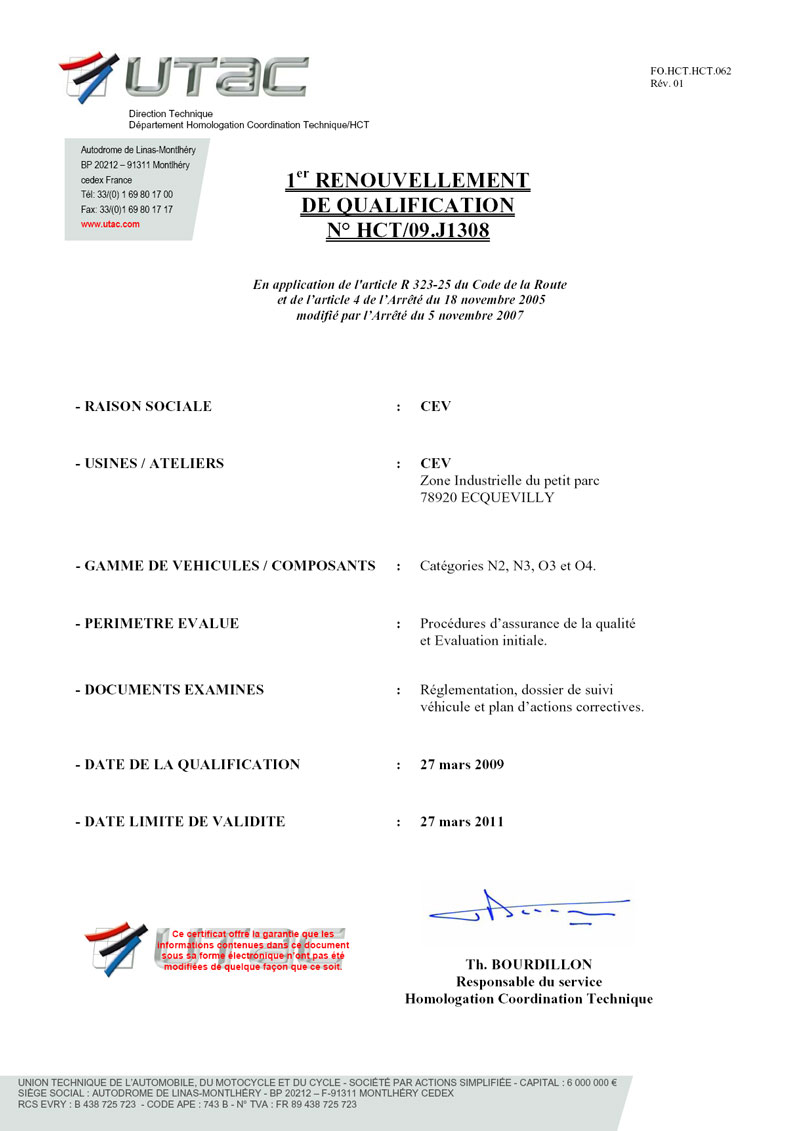 UTAC
FO.HCT.HCT.062
Rév. 01
Direction Technique
Département Homologation Coordination Technique/HCT
Autodrome de Linas-Montlhéry
BP 20212 – 91311 Montlhéry
cedex France
Tél: 33/(0) 1 69 80 17 00
Fax: 33/(0)1 69 80 17 17
www.utac.com
1er RENOUVELLEMENT
DE QUALIFICATION
N° HCT/09.J1308
En application de l'article R 323-25 du Code de la Route
et de l'article 4 de l'Arrêté du 18 novembre 2005
modifié par l'Arrêté du 5 novembre 2007
- RAISON SOCIALE : CEV
- USINES / ATELIERS : CEV
Zone Industrielle du petit parc
78920 ECQUEVILLY
- GAMME DE VEHICULES / COMPOSANTS : Catégories N2, N3, O3 et O4.
- PERIMETRE EVALUE : Procédures d'assurance de la qualité
et Evaluation initiale.
- DOCUMENTS EXAMINES : Réglementation, dossier de suivi
véhicule et plan d'actions correctives.
- DATE DE LA QUALIFICATION : 27 mars 2009
- DATE LIMITE DE VALIDITE : 27 mars 2011
UTAC
Ce certificat offre la garantie que les
informations contenues dans ce document
sous sa forme électronique n'ont pas été
modifiées de quelque façon que ce soit.
Th. BOURDILLON
Responsable du service
Homologation Coordination Technique
UNION TECHNIQUE DE L'AUTOMOBILE, DU MOTOCYCLE ET DU CYCLE - SOCIÉTÉ PAR ACTIONS SIMPLIFIÉE - CAPITAL : 6 000 000 €
SIÈGE SOCIAL : AUTODROME DE LINAS-MONTLHÉRY - BP 20212 – F-91311 MONTLHÉRY CEDEX
RCS EVRY : B 438 725 723 - CODE APE : 743 B - N° TVA : FR 89 438 725 723